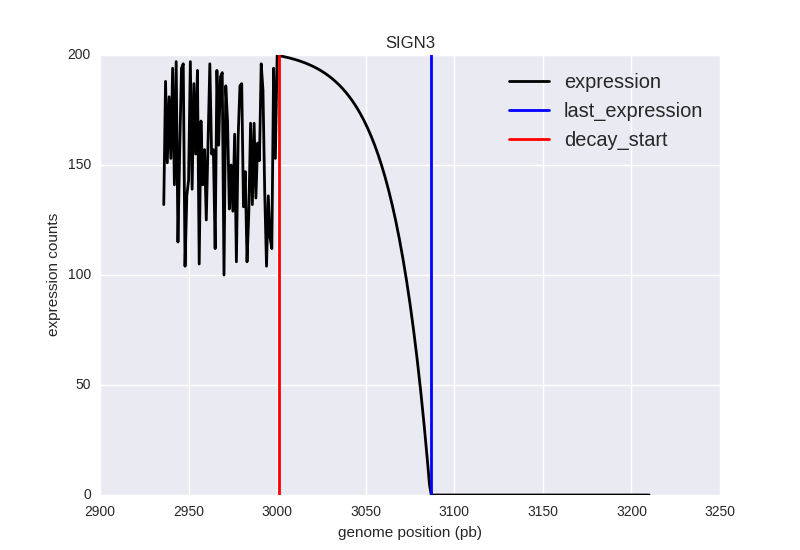 SIGN3
200
150
100
50
0
expression counts
expression
last_expression
decay_start
2900 2950 3000 3050 3100 3150 3200 3250
genome position (pb)